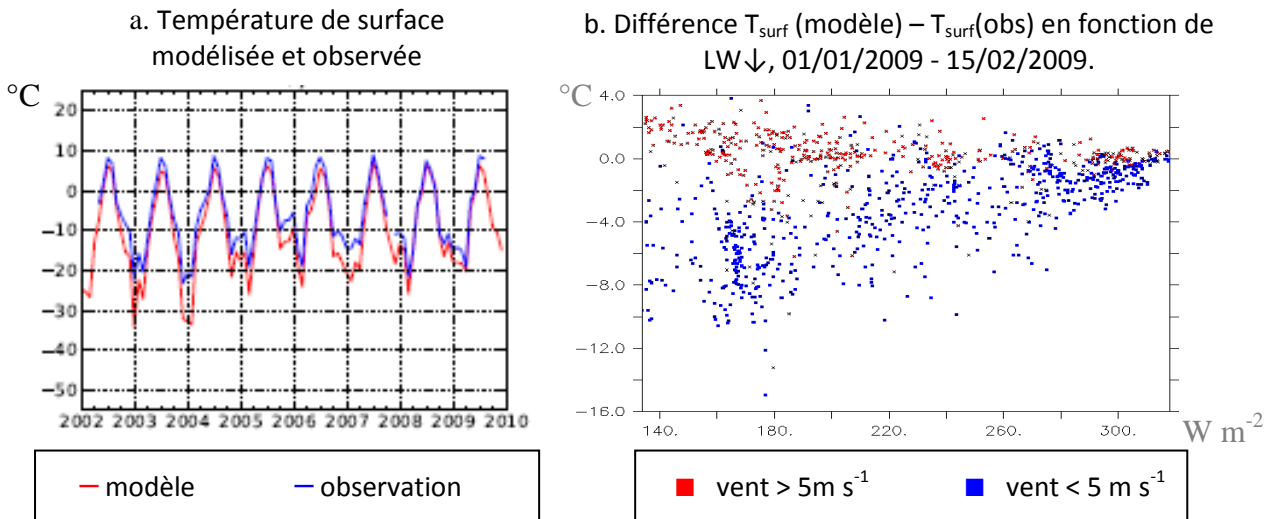 a. Température de surface
modélisée et observée
b. Différence Tsurf (modèle) – Tsurf(obs) en fonction de
LW↓, 01/01/2009 - 15/02/2009.
°C
20
10
0
−10
−20
−30
−40
−50
2002 2003 2004 2005 2006 2007 2008 2009 2010
°C
4.0
0.0
−4.0
−8.0
−12.0
−16.0
140. 180. 220. 260. 300.
W m-2
modèle observation
vent > 5m s-1 vent < 5 m s-1